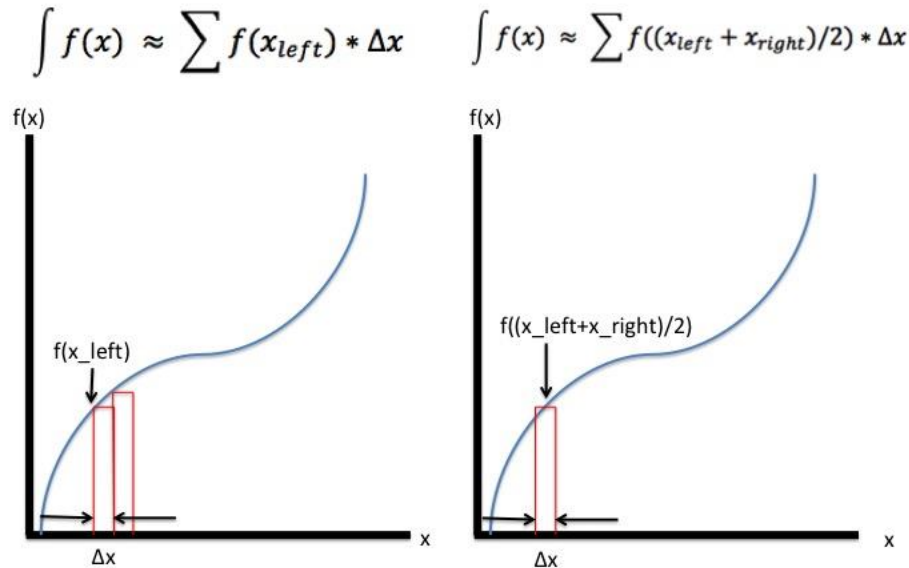 ∫ f(x) ≈ ∑ f(x_left) * Δx
f(x)
f(x_left)
Δx
x
∫ f(x) ≈ ∑ f((x_left + x_right)/2) * Δx
f(x)
f((x_left+x_right)/2)
Δx
x